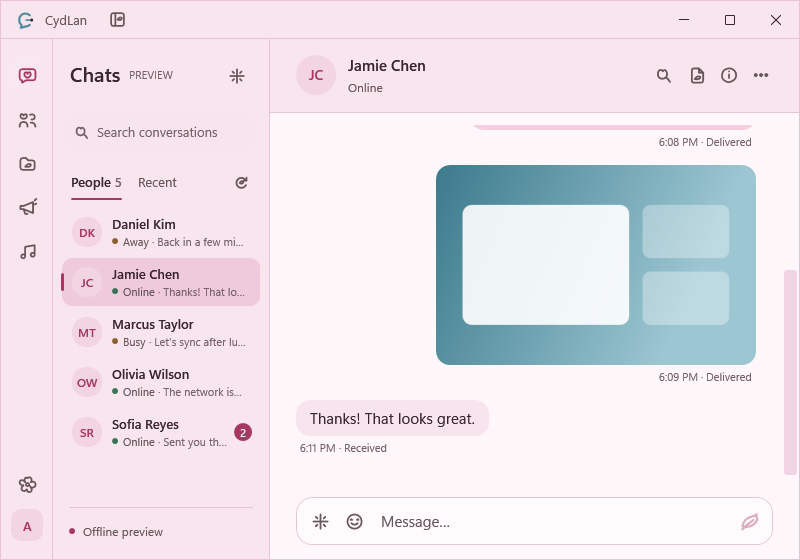 CydLan
Chats PREVIEW
Search conversations
People 5 Recent
DK
Daniel Kim
Away · Back in a few mi...
JC
Jamie Chen
Online · Thanks! That lo...
MT
Marcus Taylor
Busy · Let's sync after lu...
OW
Olivia Wilson
Online · The network is...
SR
Sofia Reyes
Online · Sent you th...
2
A
Offline preview
JC
Jamie Chen
Online
6:08 PM · Delivered
6:09 PM · Delivered
Thanks! That looks great.
6:11 PM · Received
Message...